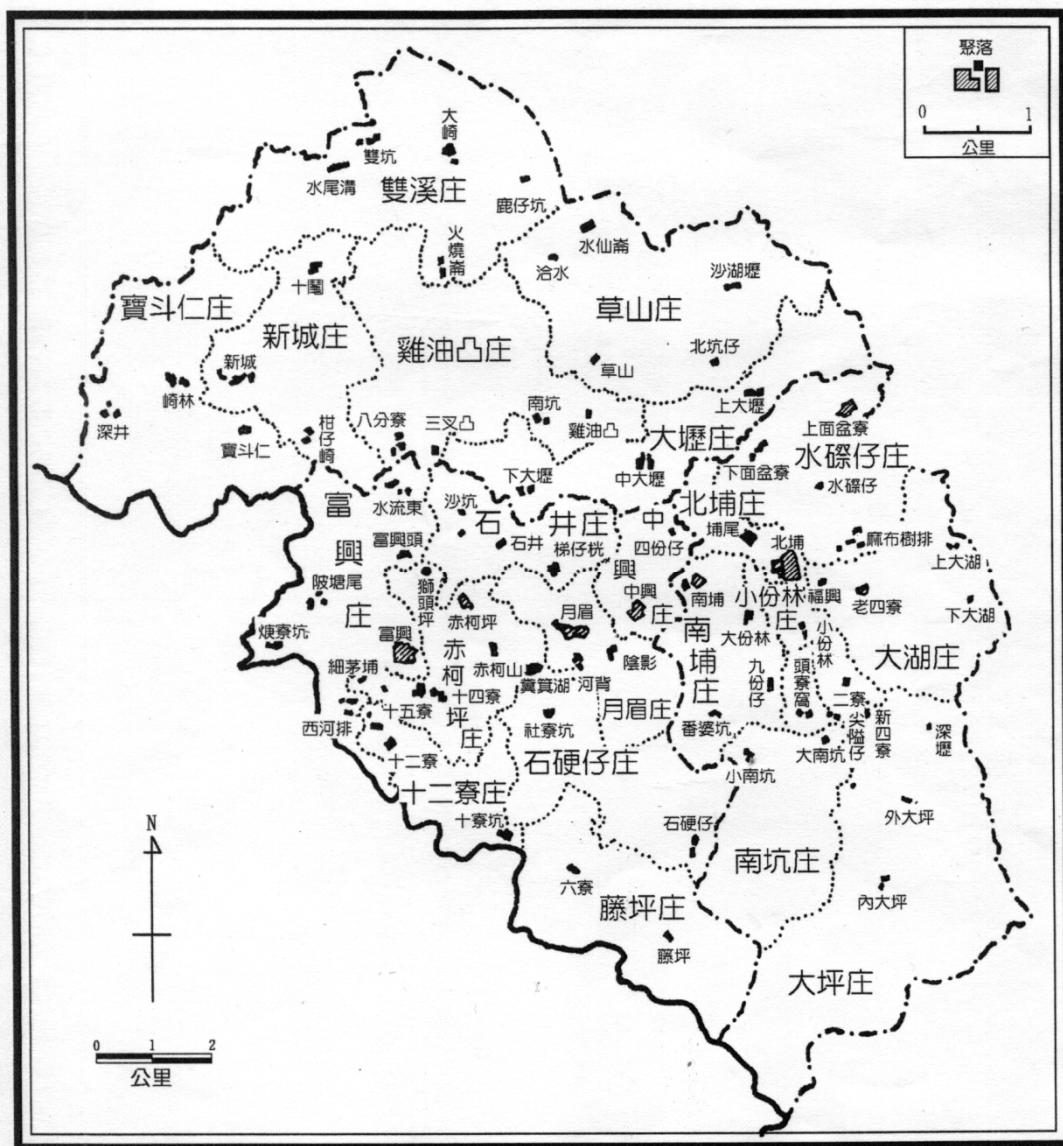 聚落
0 1
公里
大崎
雙坑
水尾溝
雙溪庄
鹿仔坑
水仙崙
火燒崙
洽水
沙湖壢
十鬮
寶斗仁庄
草山庄
新城庄
雞油凸庄
北坑仔
新城
草山
崎林
上大壢
深井
南坑
上面盆寮
柑仔崎
八分寮
三叉凸
雞油凸
大壢庄
寶斗仁
水磜仔庄
下面盆寮
中大壢
下大壢
水磜仔
水流東
沙坑
北埔庄
富興庄
石井庄
中興庄
埔尾
富興頭
石井
四份仔
麻布樹排
梯仔桄
北埔
上大湖
獅頭坪
陂塘尾
赤柯坪
月眉
中興
南埔
小份林庄
福興
老四寮
下大湖
大份林
小份林
焿寮坑
富興
赤柯山
陰影
南埔庄
大湖庄
細茅埔
赤柯坪庄
糞箕湖
河背
九份仔
頭寮窩
十四寮
二寮
十五寮
月眉庄
尖隘仔
新四寮
西河排
社寮坑
番婆坑
深壢
十二寮
石硬仔庄
大南坑
小南坑
十二寮庄
外大坪
十寮坑
石硬仔
N
南坑庄
六寮
內大坪
藤坪庄
藤坪
大坪庄
0 1 2
公里